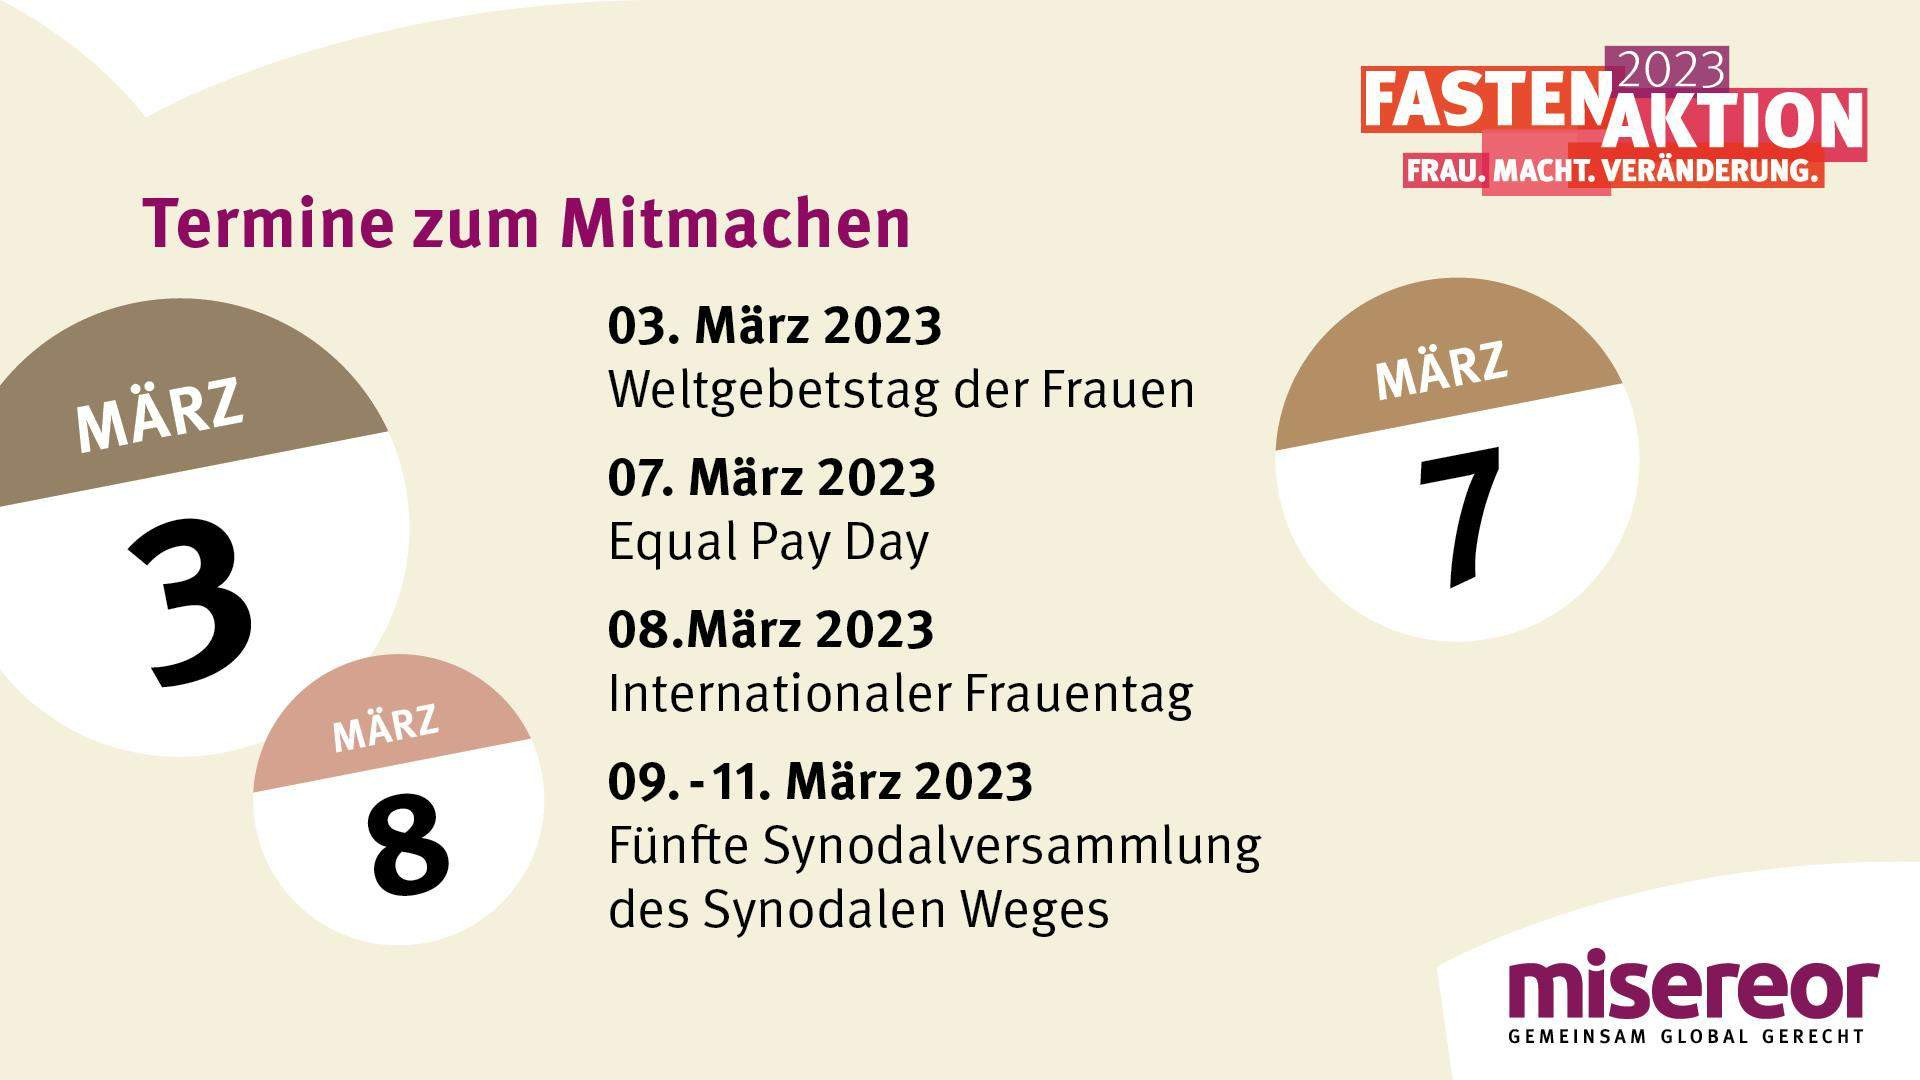 2023
FASTENAKTION
FRAU. MACHT. VERÄNDERUNG.
Termine zum Mitmachen
MÄRZ
3
MÄRZ
8
03. März 2023
Weltgebetstag der Frauen
07. März 2023
Equal Pay Day
08.März 2023
Internationaler Frauentag
09. - 11. März 2023
Fünfte Synodalversammlung
des Synodalen Weges
MÄRZ
7
misereor
GEMEINSAM GLOBAL GERECHT